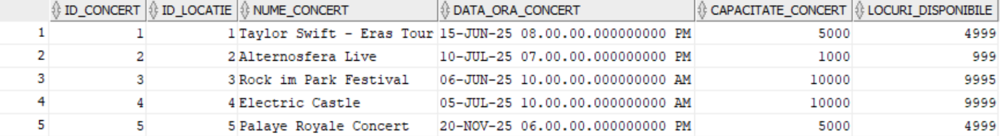 ID_CONCERT ID_LOCATIE NUME_CONCERT DATA_ORA_CONCERT CAPACITATE_CONCERT LOCURI_DISPONIBILE
1 1 1 Taylor Swift - Eras Tour 15-JUN-25 08.00.00.000000000 PM 5000 4999
2 2 2 Alternosfera Live 10-JUL-25 07.00.00.000000000 PM 1000 999
3 3 3 Rock im Park Festival 06-JUN-25 10.00.00.000000000 AM 10000 9995
4 4 4 Electric Castle 05-JUL-25 10.00.00.000000000 AM 10000 9999
5 5 5 Palaye Royale Concert 20-NOV-25 06.00.00.000000000 PM 5000 4999